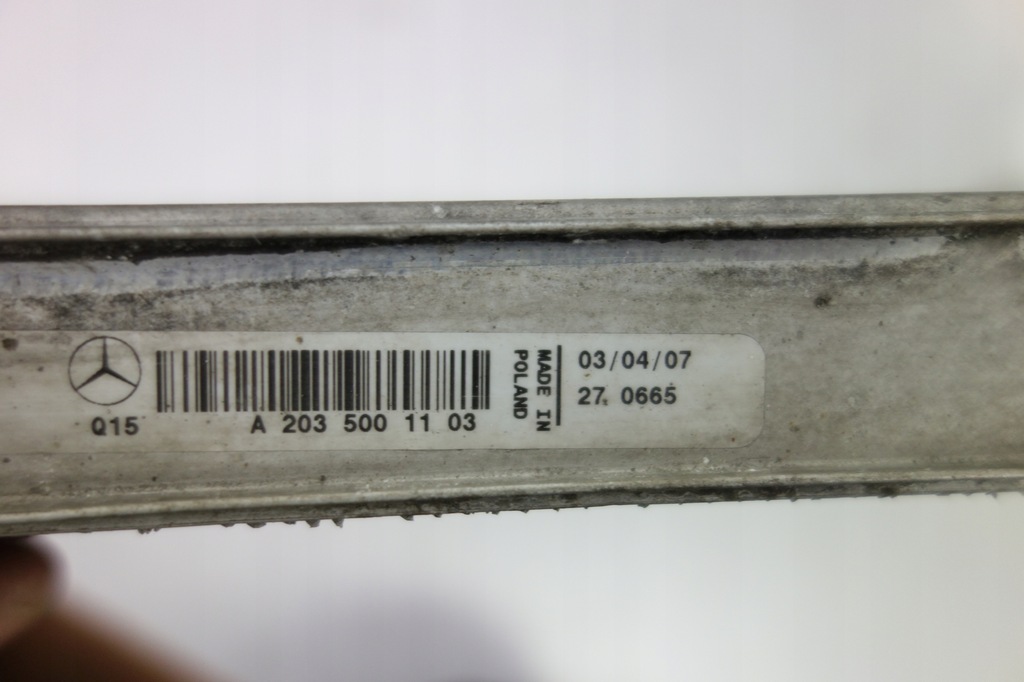 Q15
A 203 500 11 03
MADE IN
POLAND
03/04/07
27. 0665